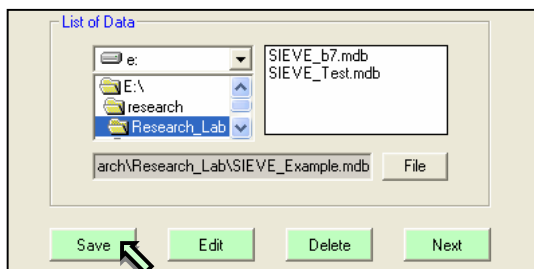 List of Data
e:
SIEVE_b7.mdb
SIEVE_Test.mdb
E:\
research
Research_Lab
arch\Research_Lab\SIEVE_Example.mdb
File
Save
Edit
Delete
Next